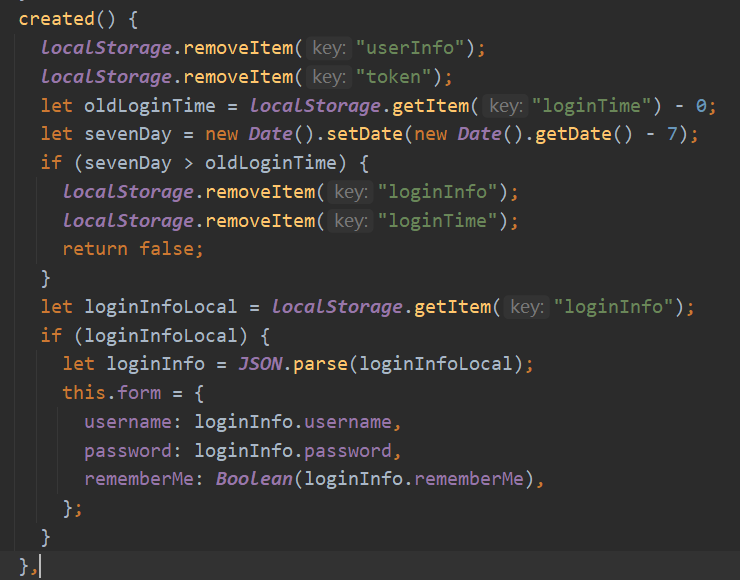 created() {
localStorage.removeItem( key: "userInfo");
localStorage.removeItem( key: "token");
let oldLoginTime = localStorage.getItem( key: "loginTime") - 0;
let sevenDay = new Date().setDate(new Date().getDate() - 7);
if (sevenDay > oldLoginTime) {
localStorage.removeItem( key: "loginInfo");
localStorage.removeItem( key: "loginTime");
return false;
}
let loginInfoLocal = localStorage.getItem( key: "loginInfo");
if (loginInfoLocal) {
let loginInfo = JSON.parse(loginInfoLocal);
this.form = {
username: loginInfo.username,
password: loginInfo.password,
rememberMe: Boolean(loginInfo.rememberMe),
};
}
},